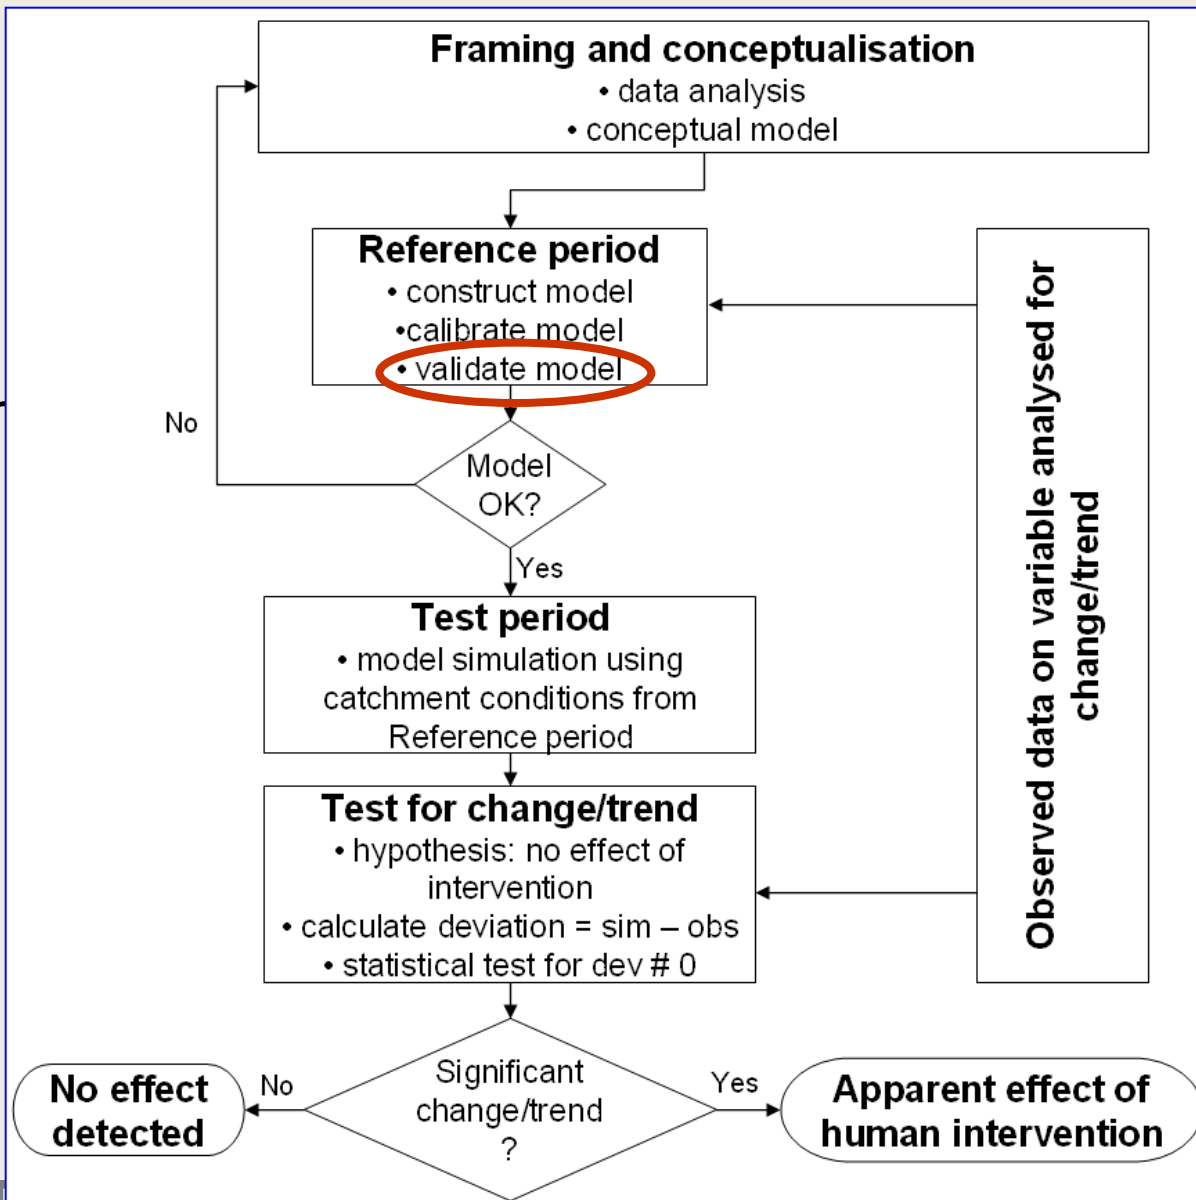 Framing and conceptualisation
• data analysis
• conceptual model
Reference period
• construct model
•calibrate model
• validate model
No
Model
OK?
Yes
Test period
• model simulation using
catchment conditions from
Reference period
Test for change/trend
• hypothesis: no effect of
intervention
• calculate deviation = sim – obs
• statistical test for dev # 0
Observed data on variable analysed for
change/trend
Significant
change/trend
?
No
Yes
No effect
detected
Apparent effect of
human intervention